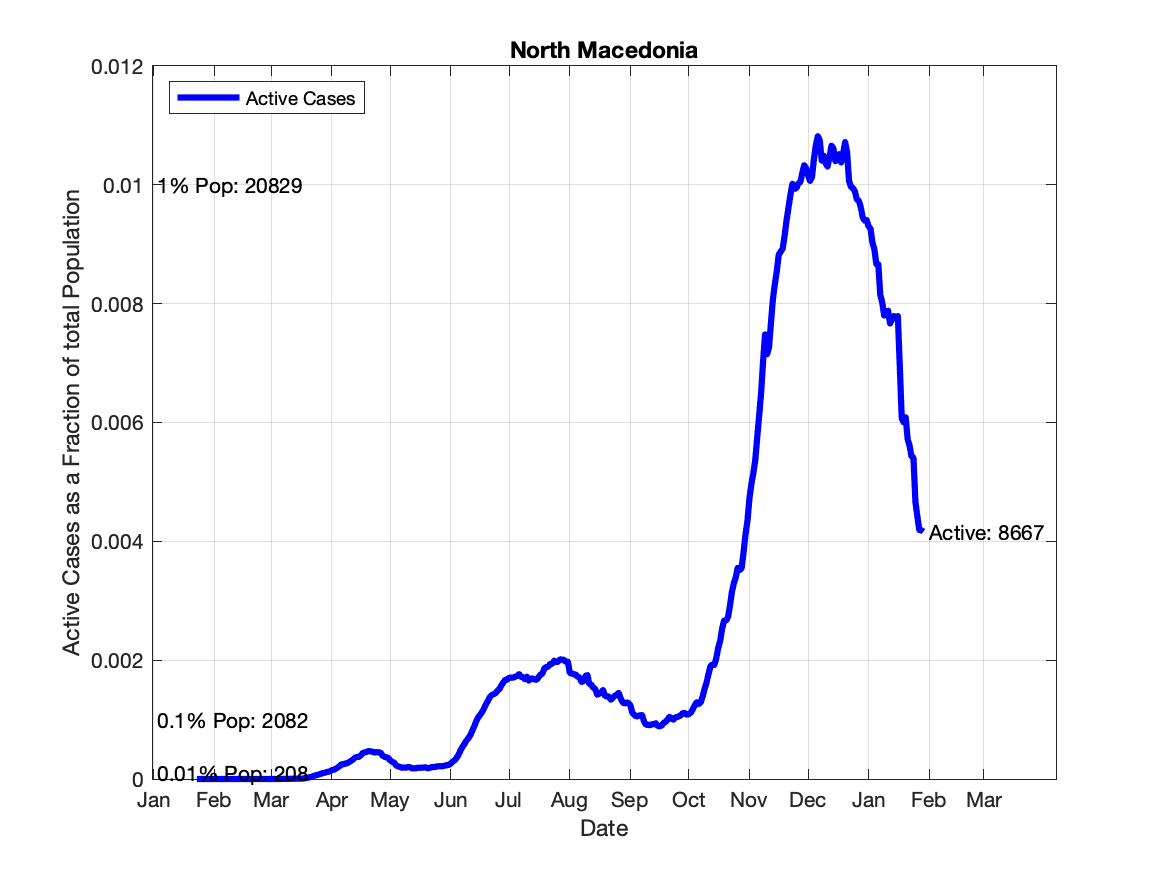 North Macedonia
0.012
Active Cases
0.01
1% Pop: 20829
0.008
0.006
0.004
Active: 8667
0.002
0.1% Pop: 2082
0.01% Pop: 208
0
Jan Feb Mar Apr May Jun Jul Aug Sep Oct Nov Dec Jan Feb Mar
Date
Active Cases as a Fraction of total Population